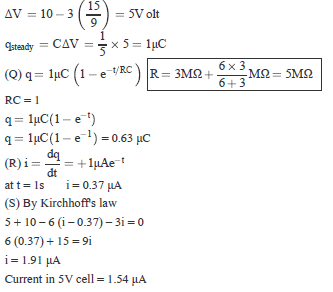 ΔV = 10 – 3 (15/9) = 5V olt
qsteady = CΔV = 1/5 × 5 = 1μC
(Q) q = 1μC (1 – e^–t/RC) R = 3MΩ + (6 × 3)/(6 + 3) MΩ = 5MΩ
RC = 1
q = 1μC(1 – e^–t)
q = 1μC(1 – e^–1) = 0.63 μC
(R) i = dq/dt = +1μAe^–t
at t = 1s i = 0.37 μA
(S) By Kirchhoff's law
5 + 10 – 6 (i – 0.37) – 3i = 0
6 (0.37) + 15 = 9i
i = 1.91 μA
Current in 5V cell = 1.54 μA